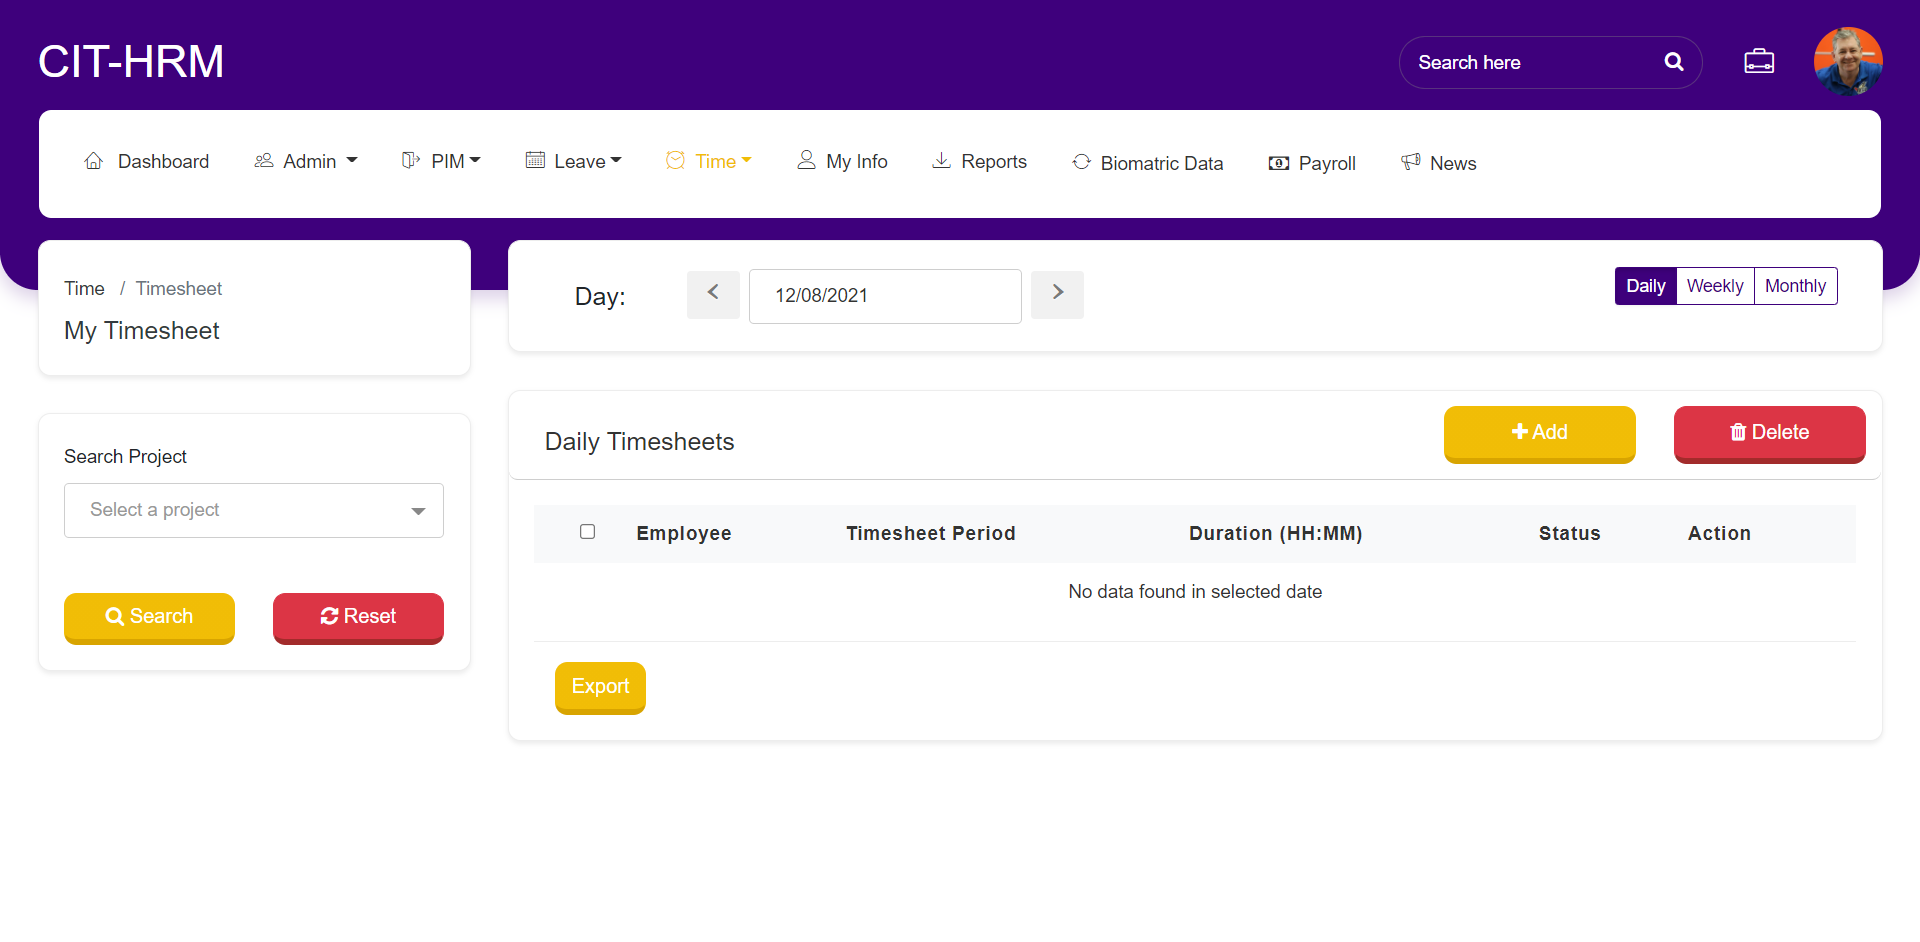 CIT-HRM
Search here
Dashboard Admin PIM Leave Time My Info Reports Biomatric Data Payroll News
Time / Timesheet
My Timesheet
Day: < 12/08/2021 >
Daily Weekly Monthly
Search Project
Select a project
Search Reset
Daily Timesheets
+ Add Delete
Employee Timesheet Period Duration (HH:MM) Status Action
No data found in selected date
Export